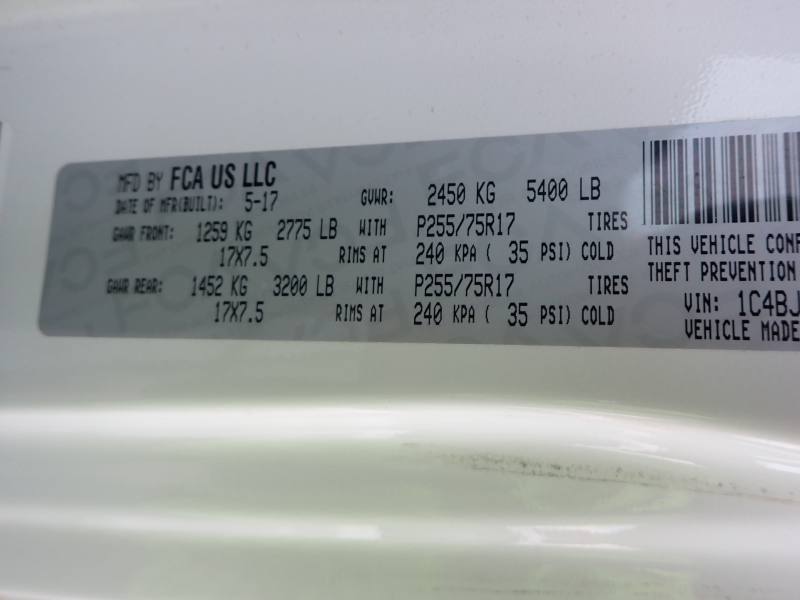 MFD BY FCA US LLC
DATE OF MFR(BUILT): 5-17 GVWR: 2450 KG 5400 LB
GAWR FRONT: 1259 KG 2775 LB WITH P255/75R17 TIRES
17X7.5 RIMS AT 240 KPA ( 35 PSI) COLD
GAWR REAR: 1452 KG 3200 LB WITH P255/75R17 TIRES
17X7.5 RIMS AT 240 KPA ( 35 PSI) COLD
THIS VEHICLE CONF
THEFT PREVENTION
VIN: 1C4BJ
VEHICLE MADE